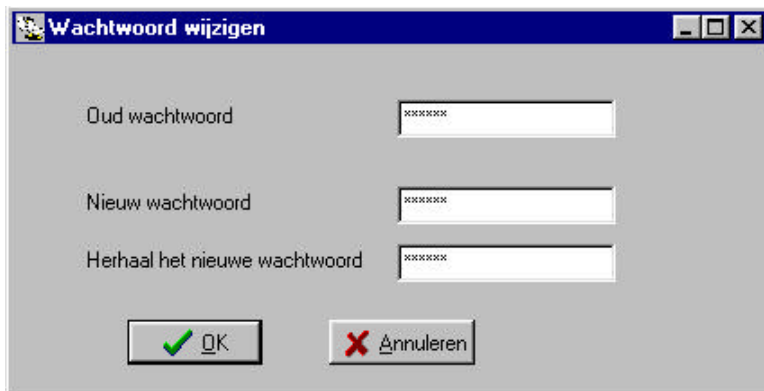 Wachtwoord wijzigen
Oud wachtwoord ******
Nieuw wachtwoord ******
Herhaal het nieuwe wachtwoord ******
OK Annuleren